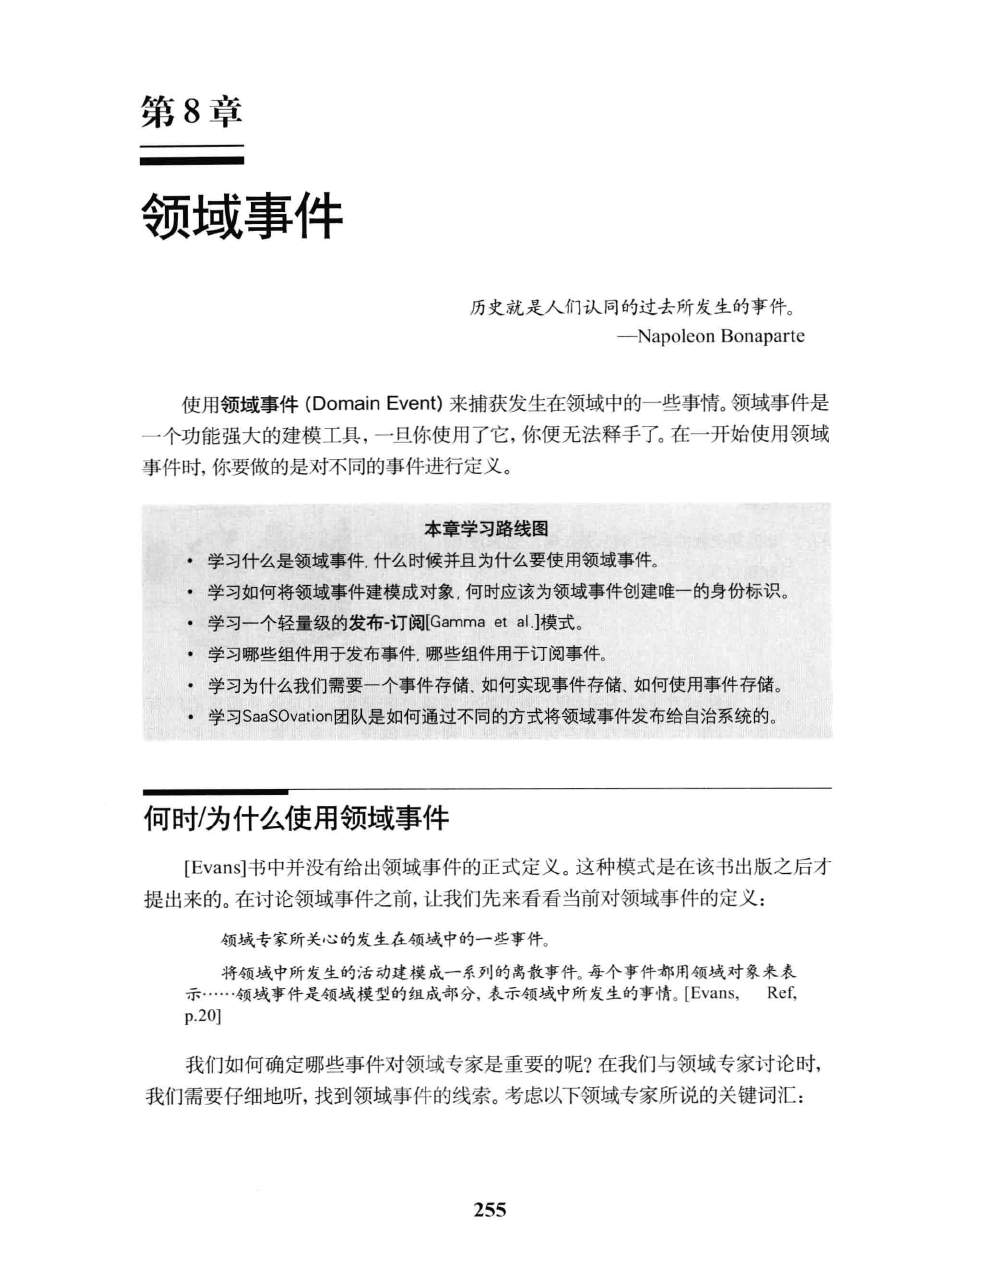 第 8 章
领域事件
历史就是人们认同的过去所发生的事件。
—Napoleon Bonaparte
使用领域事件 (Domain Event) 来捕获发生在领域中的一些事情。领域事件是
一个功能强大的建模工具, 一旦你使用了它, 你便无法释手了。在一开始使用领域
事件时, 你要做的是对不同的事件进行定义。
本章学习路线图
• 学习什么是领域事件, 什么时候并且为什么要使用领域事件。
• 学习如何将领域事件建模成对象, 何时应该为领域事件创建唯一的身份标识。
• 学习一个轻量级的发布-订阅[Gamma et al.]模式。
• 学习哪些组件用于发布事件, 哪些组件用于订阅事件。
• 学习为什么我们需要一个事件存储、如何实现事件存储、如何使用事件存储。
• 学习SaaSOvation团队是如何通过不同的方式将领域事件发布给自治系统的。
何时/为什么使用领域事件
[Evans]书中并没有给出领域事件的正式定义。这种模式是在该书出版之后才
提出来的。在讨论领域事件之前, 让我们先来看看当前对领域事件的定义:
领域专家所关心的发生在领域中的一些事件。
将领域中所发生的活动建模成一系列的离散事件。每个事件都用领域对象来表
示……领域事件是领域模型的组成部分, 表示领域中所发生的事情。[Evans, Ref,
p.20]
我们如何确定哪些事件对领域专家是重要的呢? 在我们与领域专家讨论时,
我们需要仔细地听, 找到领域事件的线索。考虑以下领域专家所说的关键词汇:
255